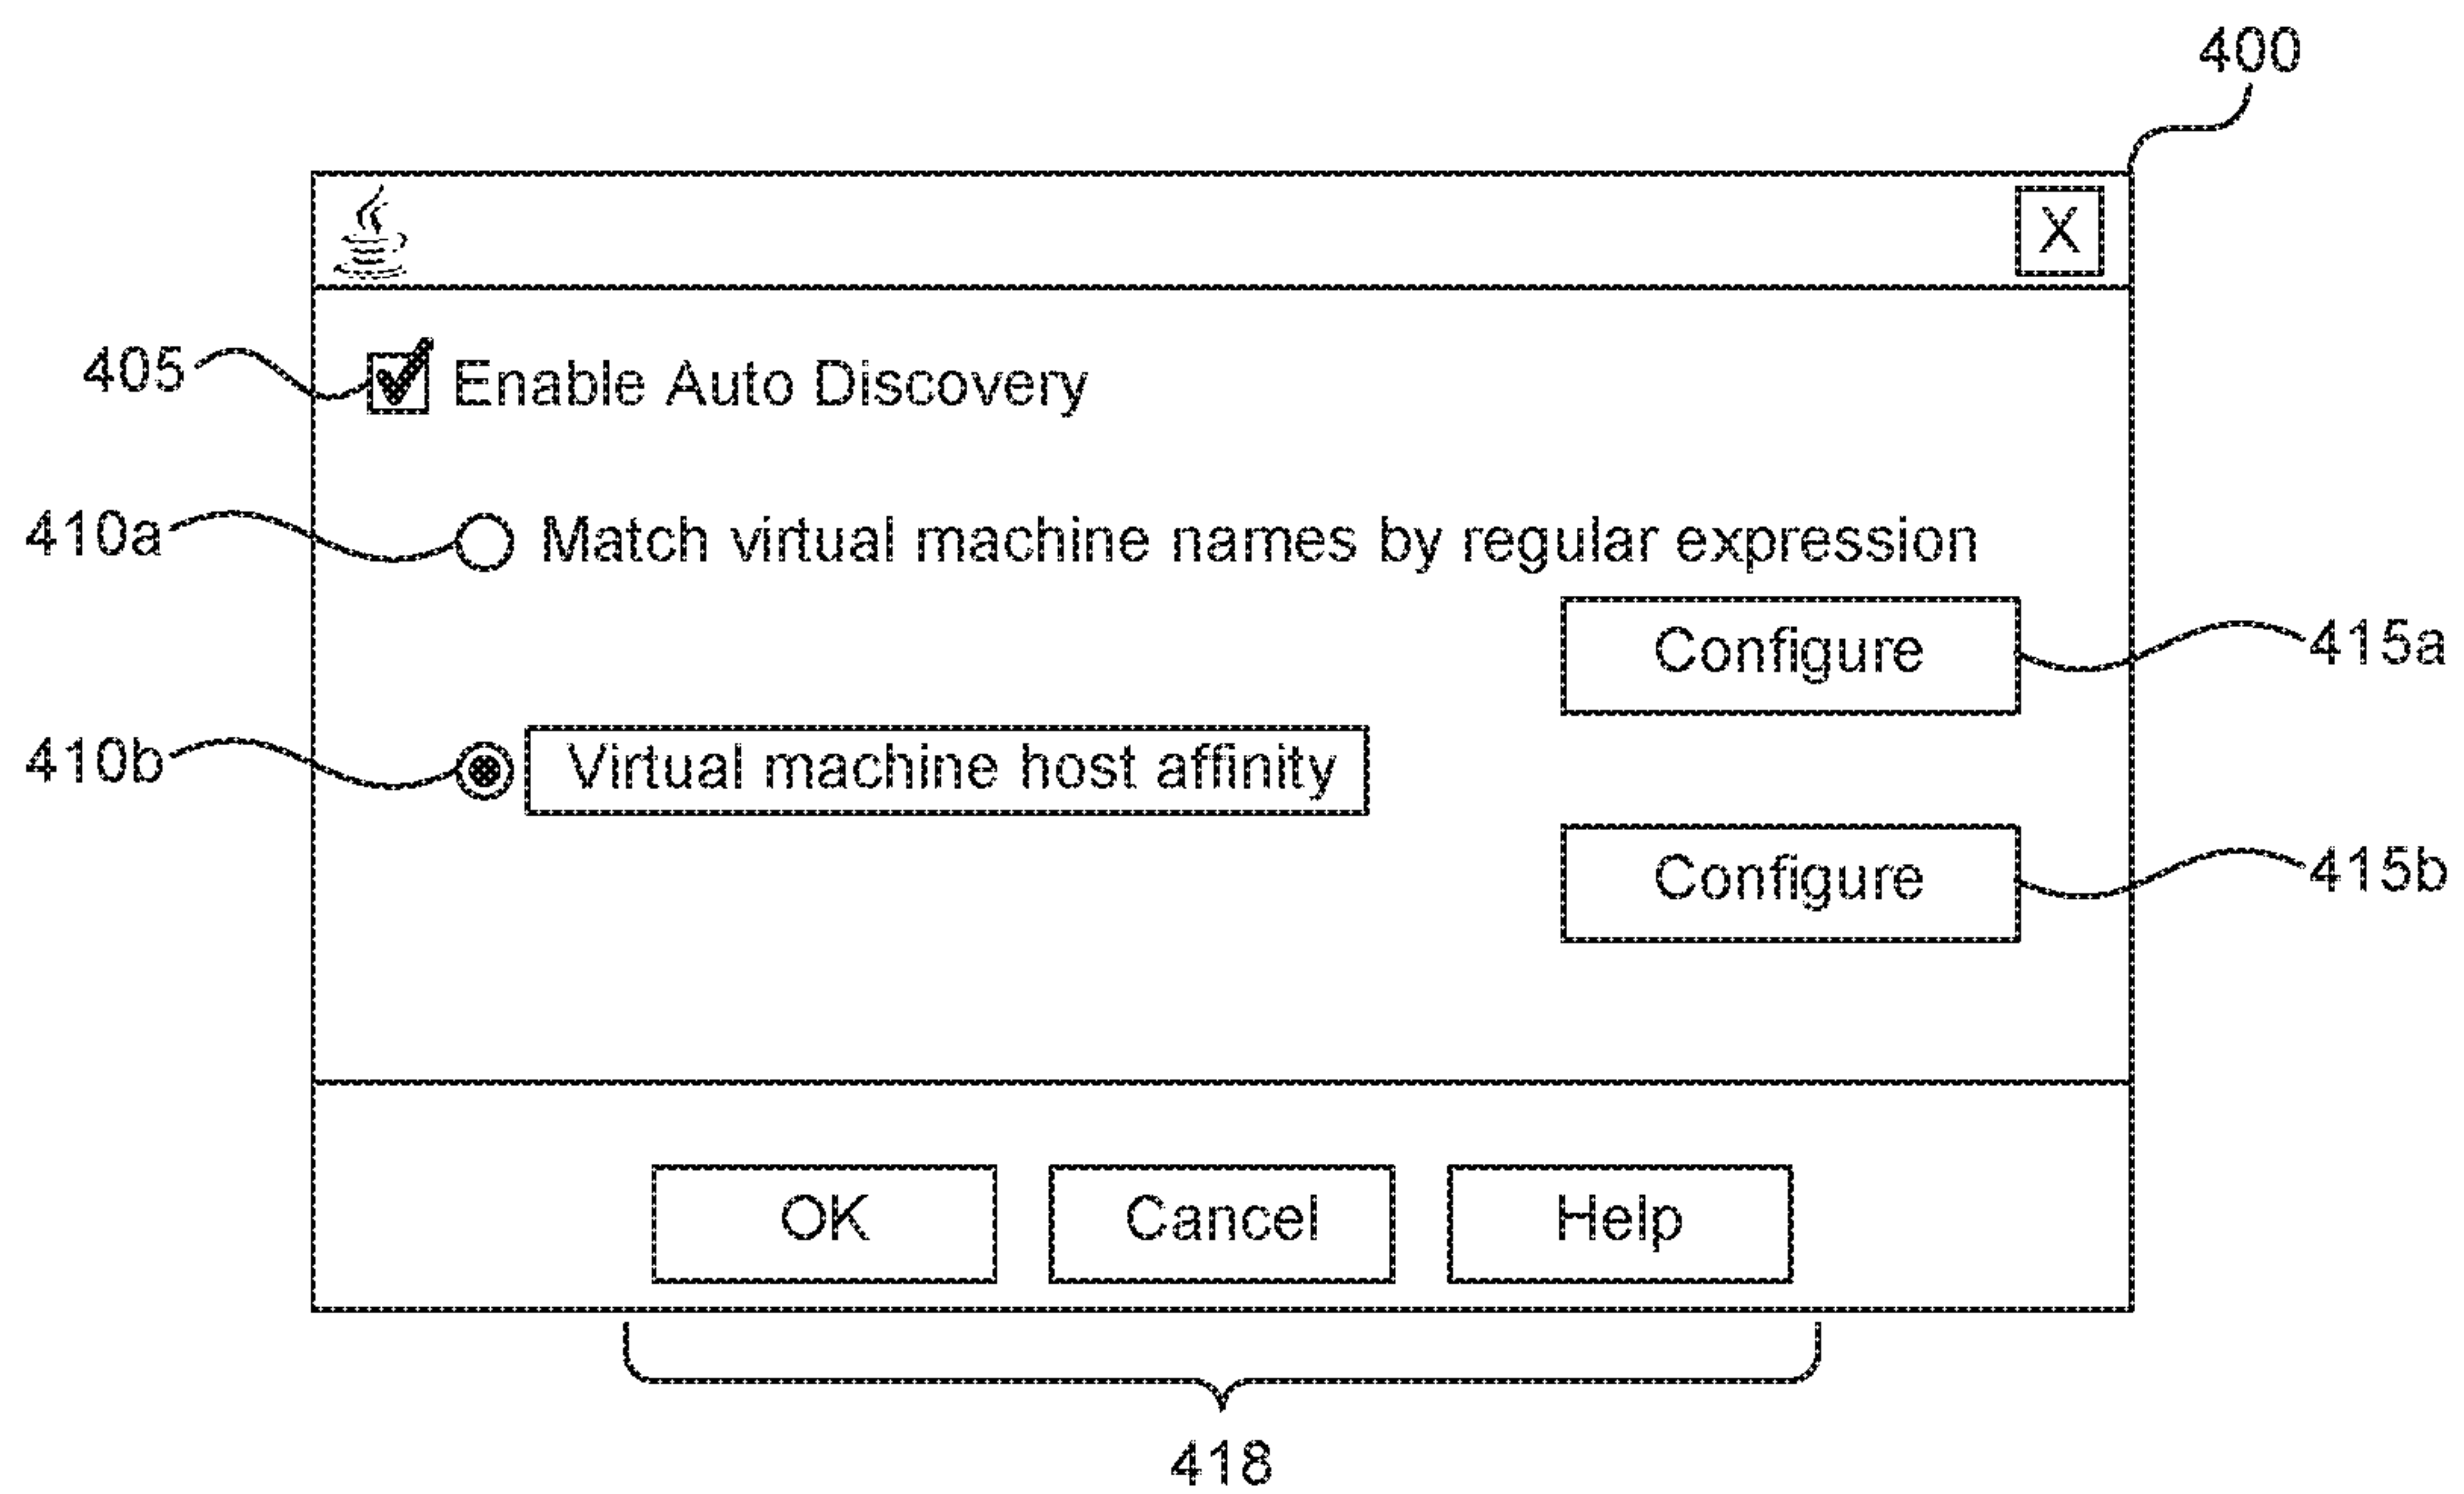 400
X
405 Enable Auto Discovery
410a Match virtual machine names by regular expression
Configure 415a
410b Virtual machine host affinity
Configure 415b
OK Cancel Help
418